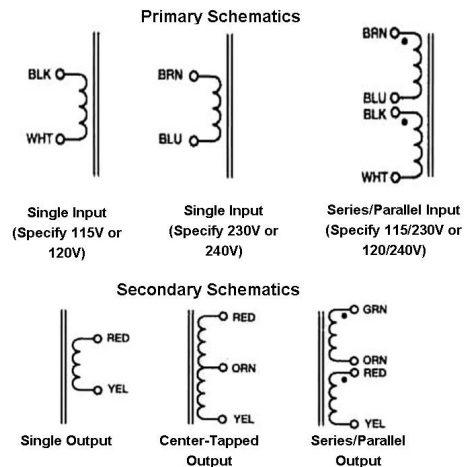 Primary Schematics
BLK
WHT
BRN
BLU
BRN
BLU
BLK
WHT
Single Input
(Specify 115V or
120V)
Single Input
(Specify 230V or
240V)
Series/Parallel Input
(Specify 115/230V or
120/240V)
Secondary Schematics
RED
YEL
RED
ORN
YEL
GRN
ORN
RED
YEL
Single Output
Center-Tapped
Output
Series/Parallel
Output